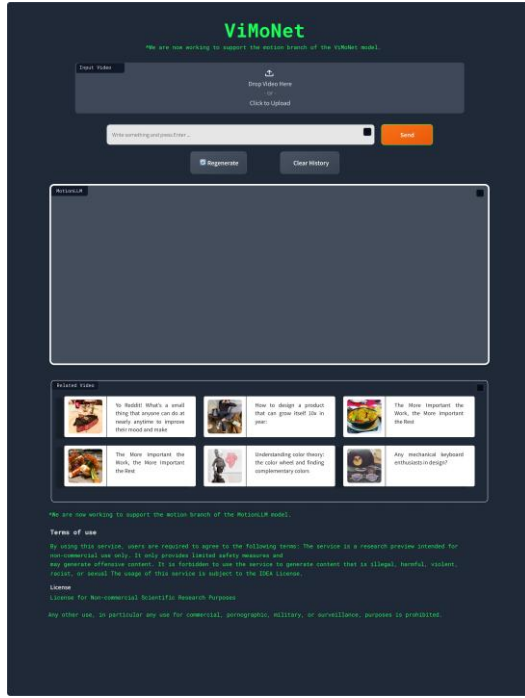 ViMoNet
*We are now working to support the motion branch of the ViMoNet model.
Input Video
Drop Video Here
- or -
Click to Upload
Write something and press Enter ...
Send
Regenerate
Clear History
MotionLLM
Related Video
Yo Reddit! What's a small
thing that anyone can do at
nearly anytime to improve
their mood and make
How to design a product
that can grow itself 10x in
year:
The More Important the
Work, the More Important
the Rest
The More Important the
Work, the More Important
the Rest
Understanding color theory:
the color wheel and finding
complementary colors
Any mechanical keyboard
enthusiasts in design?
*We are now working to support the motion branch of the MotionLLM model.
Terms of use
By using this service, users are required to agree to the following terms: The service is a research preview intended for
non-commercial use only. It only provides limited safety measures and
may generate offensive content. It is forbidden to use the service to generate content that is illegal, harmful, violent,
racist, or sexual The usage of this service is subject to the IDEA License.
License
License for Non-commercial Scientific Research Purposes
Any other use, in particular any use for commercial, pornographic, military, or surveillance, purposes is prohibited.